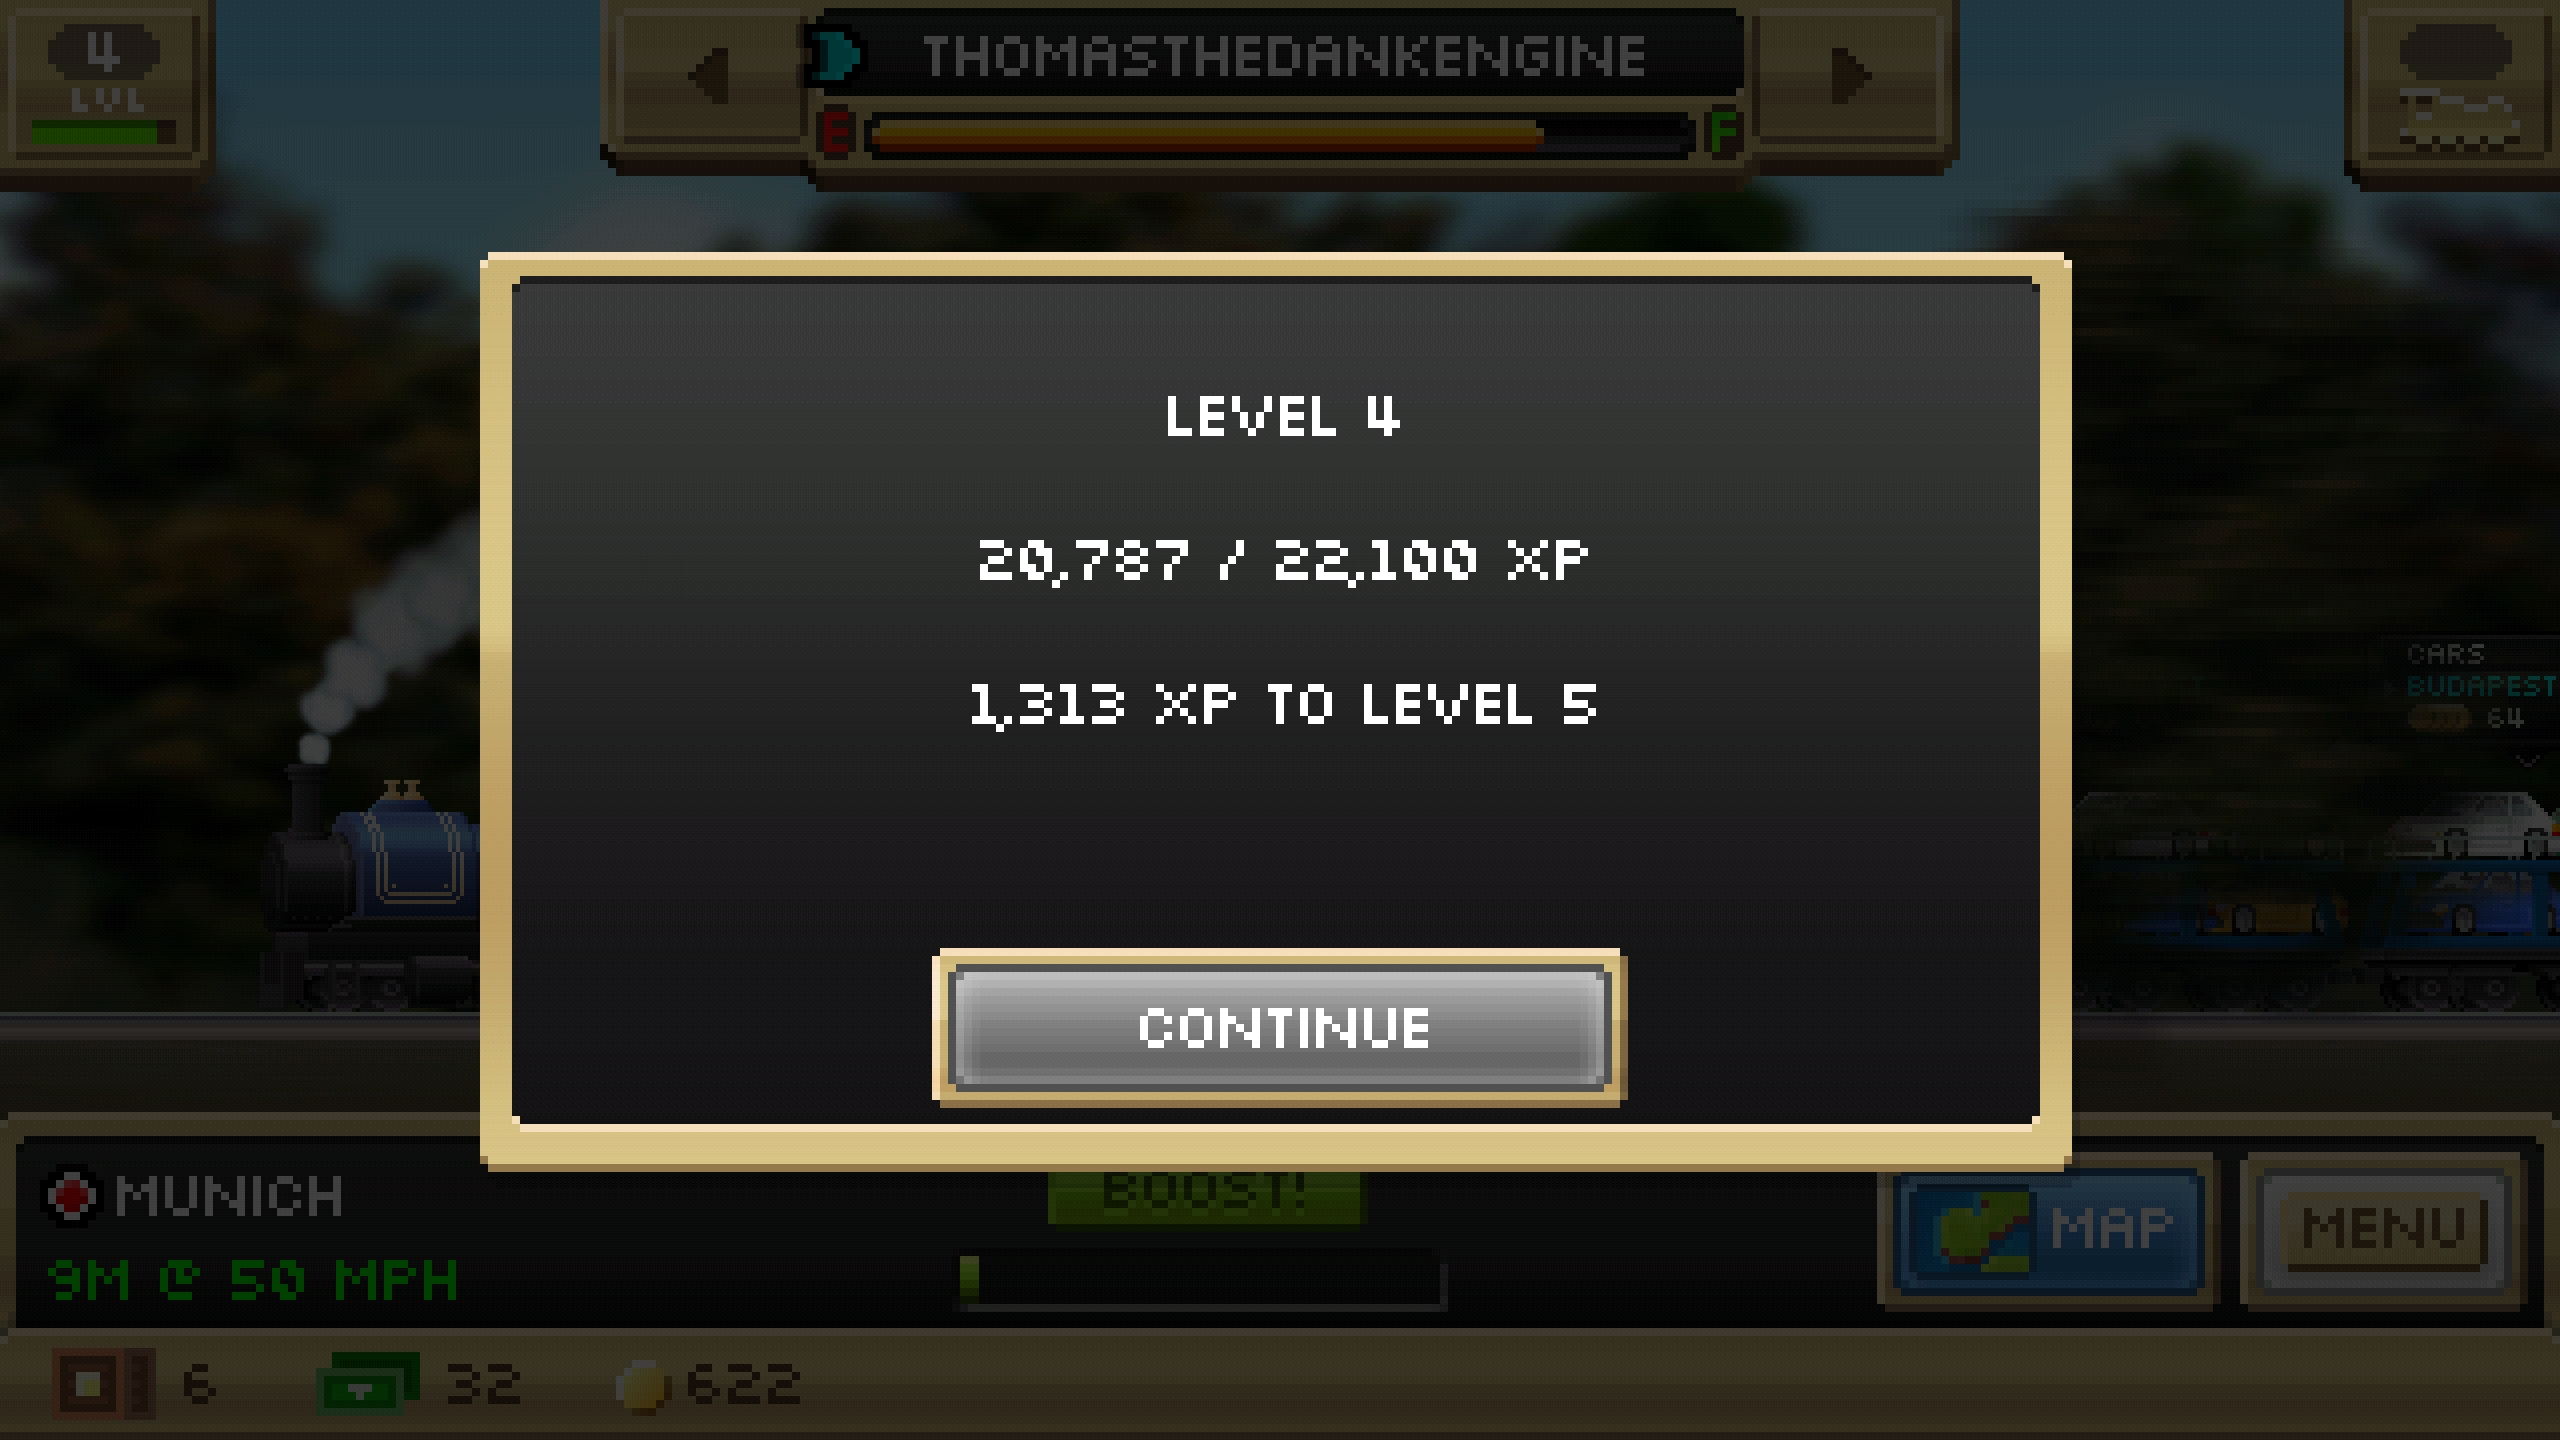 4
LVL
THOMASTHEDANKENGINE
E
F
LEVEL 4
20,787 / 22,100 XP
1,313 XP TO LEVEL 5
CONTINUE
CARS
BUDAPEST
64
MUNICH
9M @ 50 MPH
BOOST!
MAP
MENU
6
32
622